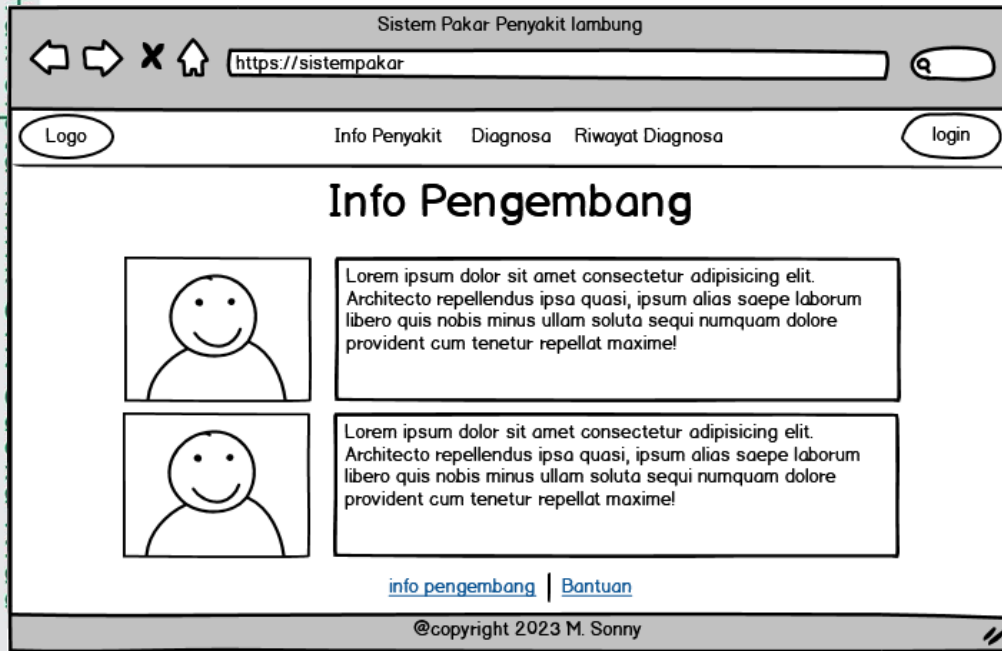 Sistem Pakar Penyakit lambung
https://sistempakar
Logo
Info Penyakit Diagnosa Riwayat Diagnosa
login
Info Pengembang
Lorem ipsum dolor sit amet consectetur adipisicing elit.
Architecto repellendus ipsa quasi, ipsum alias saepe laborum
libero quis nobis minus ullam soluta sequi numquam dolore
provident cum tenetur repellat maxime!
Lorem ipsum dolor sit amet consectetur adipisicing elit.
Architecto repellendus ipsa quasi, ipsum alias saepe laborum
libero quis nobis minus ullam soluta sequi numquam dolore
provident cum tenetur repellat maxime!
info pengembang | Bantuan
@copyright 2023 M. Sonny